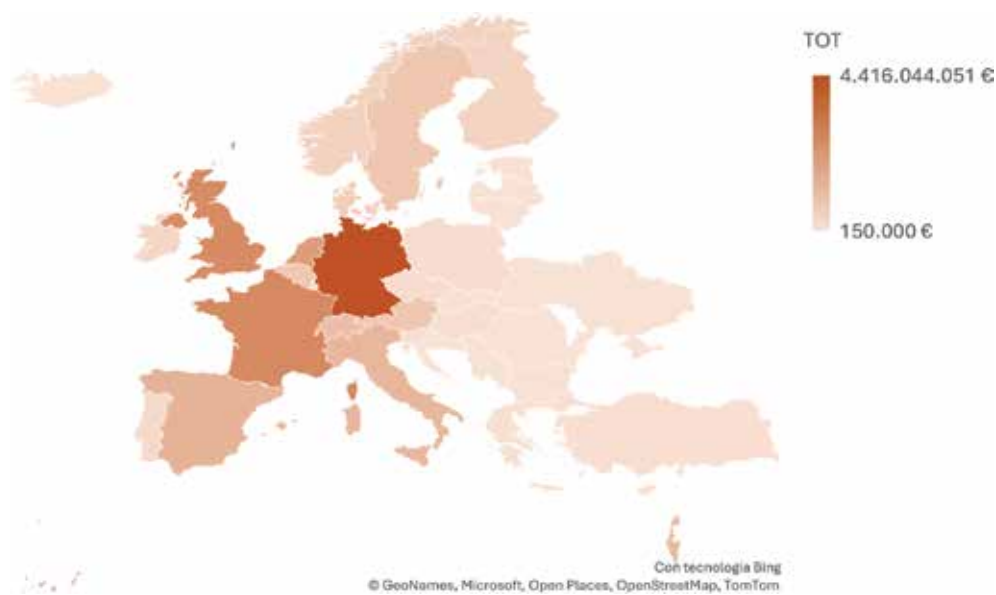 TOT
4.416.044.051 €
150.000 €
Con tecnologia Bing
© GeoNames, Microsoft, Open Places, OpenStreetMap, TomTom